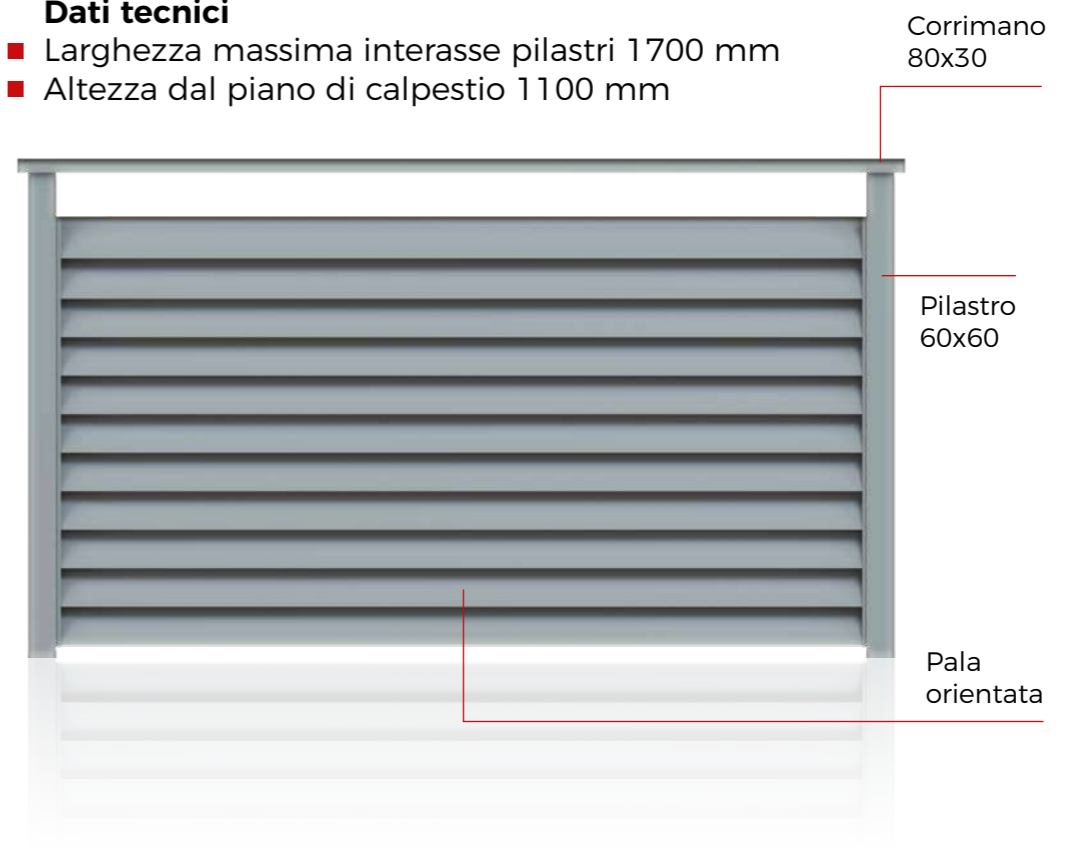 Dati tecnici
Larghezza massima interasse pilastri 1700 mm
Altezza dal piano di calpestio 1100 mm
Corrimano
80x30
Pilastro
60x60
Pala
orientata